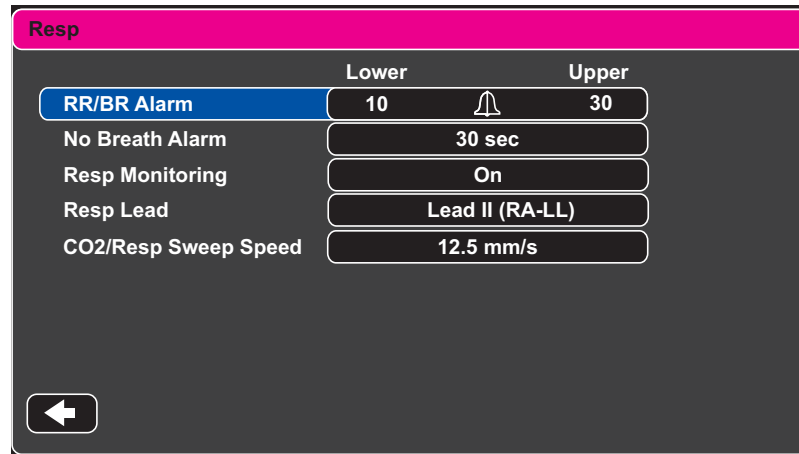 Resp
Lower Upper
RR/BR Alarm 10 30
No Breath Alarm 30 sec
Resp Monitoring On
Resp Lead Lead II (RA-LL)
CO2/Resp Sweep Speed 12.5 mm/s